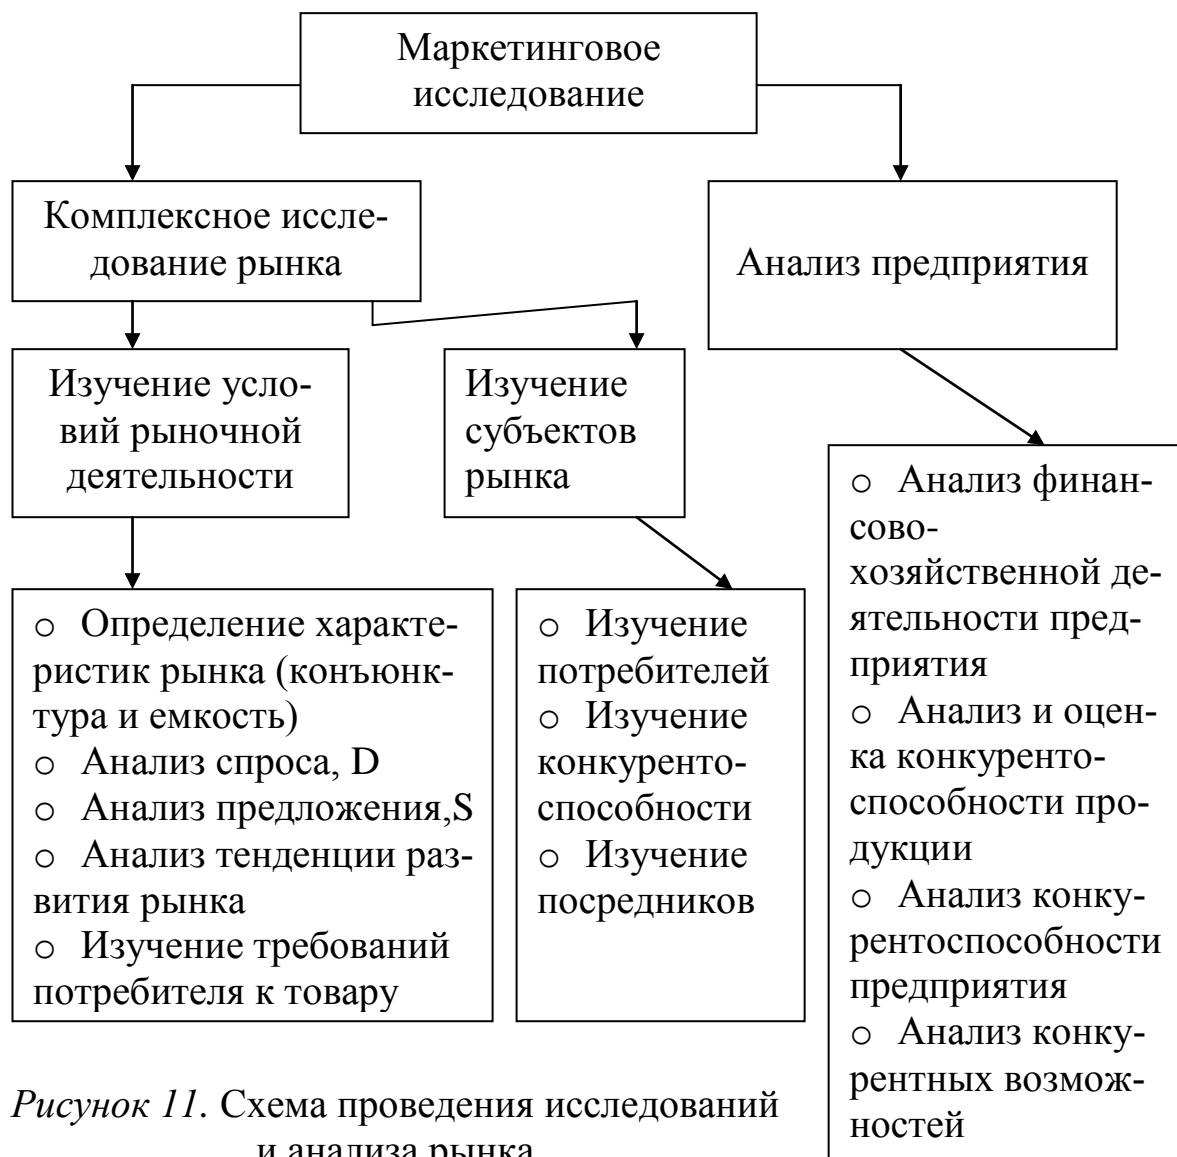 Маркетинговое
исследование
Комплексное иссле-
дование рынка
Анализ предприятия
Изучение усло-
вий рыночной
деятельности
Изучение
субъектов
рынка
o Определение характе-
ристик рынка (конъюнк-
тура и емкость)
o Анализ спроса, D
o Анализ предложения,S
o Анализ тенденции раз-
вития рынка
o Изучение требований
потребителя к товару
o Изучение
потребителей
o Изучение
конкуренто-
способности
o Изучение
посредников
o Анализ финан-
сово-
хозяйственной де-
ятельности пред-
приятия
o Анализ и оцен-
ка конкуренто-
способности про-
дукции
o Анализ конку-
рентоспособности
предприятия
o Анализ конку-
рентных возмож-
ностей
Рисунок 11. Схема проведения исследований
и анализа рынка